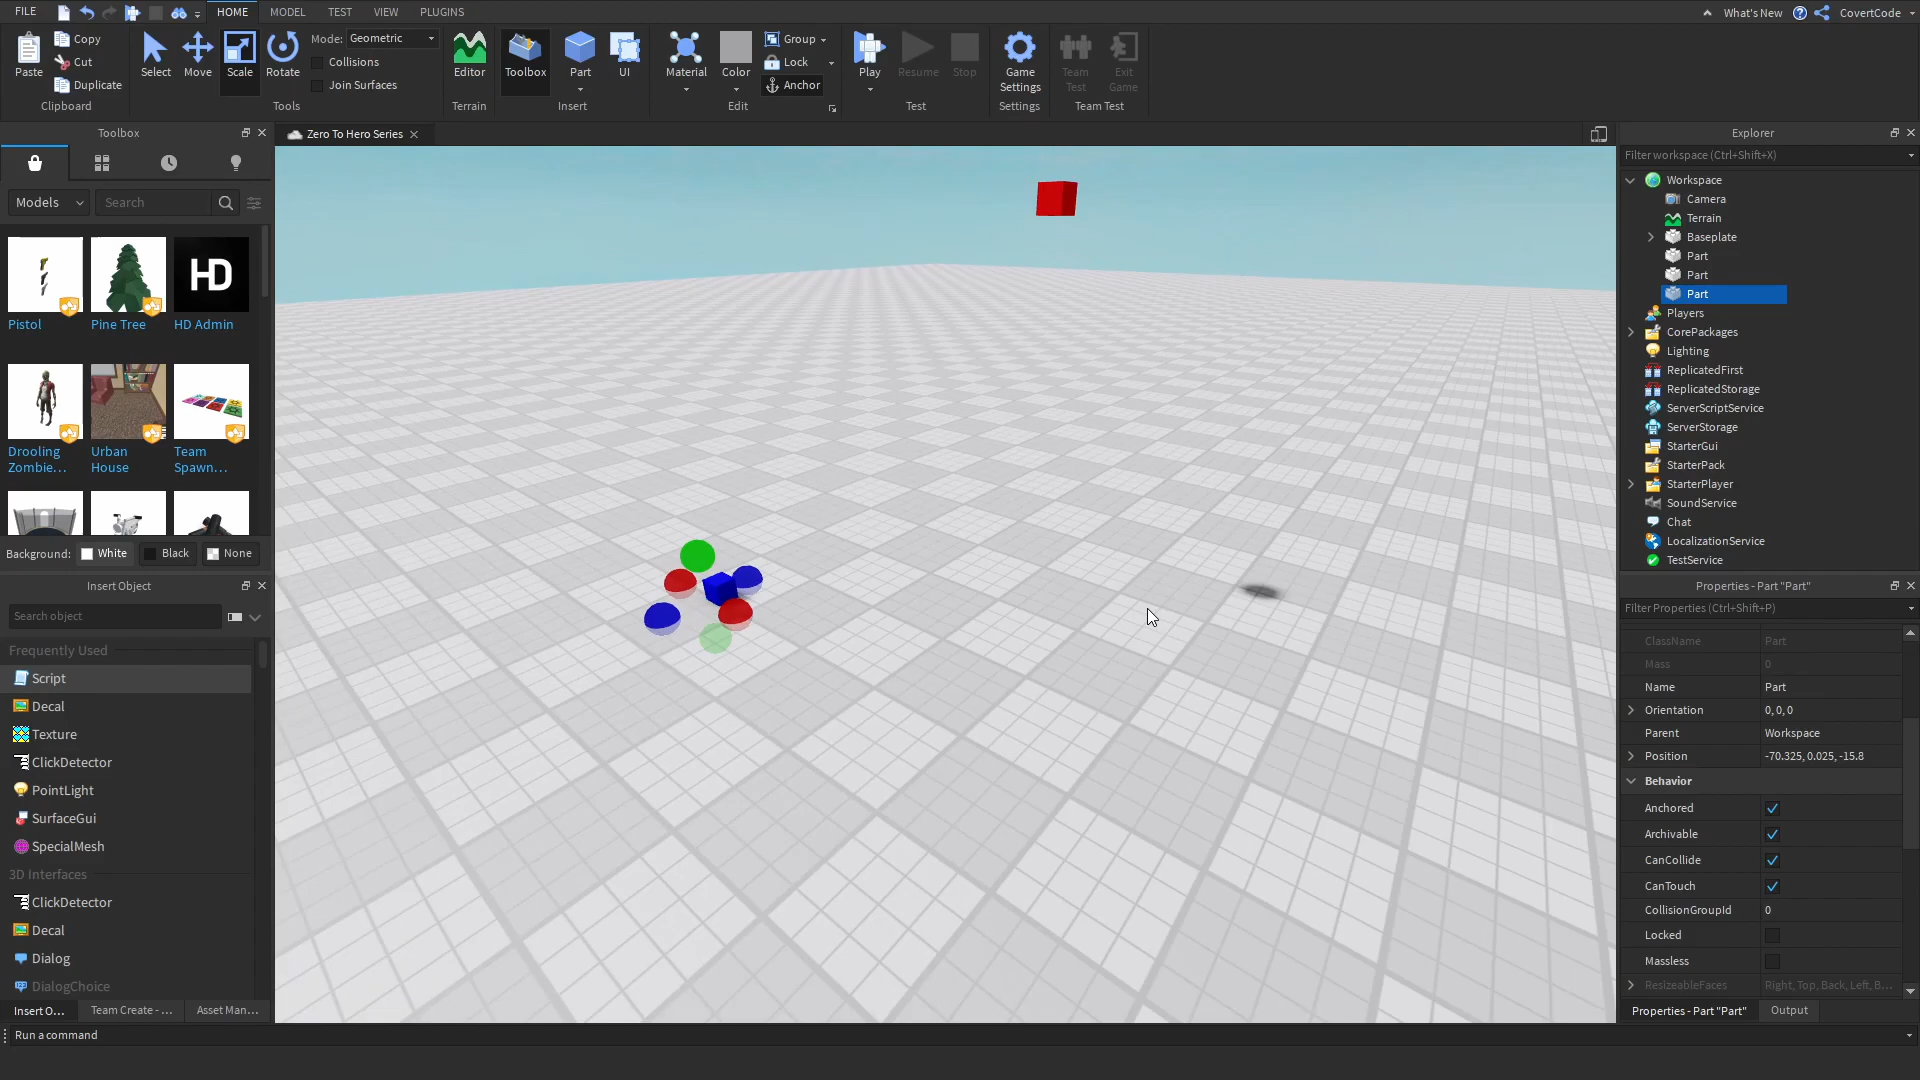 FILE
HOME
MODEL
TEST
VIEW
PLUGINS
What's New
CovertCode
Paste
Copy
Cut
Duplicate
Clipboard
Select
Move
Scale
Rotate
Mode: Geometric
Collisions
Join Surfaces
Tools
Editor
Terrain
Toolbox
Part
UI
Insert
Material
Color
Group
Lock
Anchor
Edit
Play
Resume
Stop
Test
Game
Settings
Settings
Team
Test
Exit
Game
Team Test
Toolbox
Models
Search
HD
Pistol
Pine Tree
HD Admin
Drooling
Zombie...
Urban
House
Team
Spawn...
Background:
White
Black
None
Insert Object
Search object
Frequently Used
Script
Decal
Texture
ClickDetector
PointLight
SurfaceGui
SpecialMesh
3D Interfaces
ClickDetector
Decal
Dialog
DialogChoice
Insert O...
Team Create - ...
Asset Man...
Run a command
Zero To Hero Series
Explorer
Filter workspace (Ctrl+Shift+X)
Workspace
Camera
Terrain
Baseplate
Part
Part
Part
Players
CorePackages
Lighting
ReplicatedFirst
ReplicatedStorage
ServerScriptService
ServerStorage
StarterGui
StarterPack
StarterPlayer
SoundService
Chat
LocalizationService
TestService
Properties - Part "Part"
Filter Properties (Ctrl+Shift+P)
ClassName Part
Mass 0
Name Part
Orientation 0, 0, 0
Parent Workspace
Position -70.325, 0.025, -15.8
Behavior
Anchored
Archivable
CanCollide
CanTouch
CollisionGroupId 0
Locked
Massless
ResizeableFaces Right, Top, Back, Left, B...
Properties - Part "Part"
Output